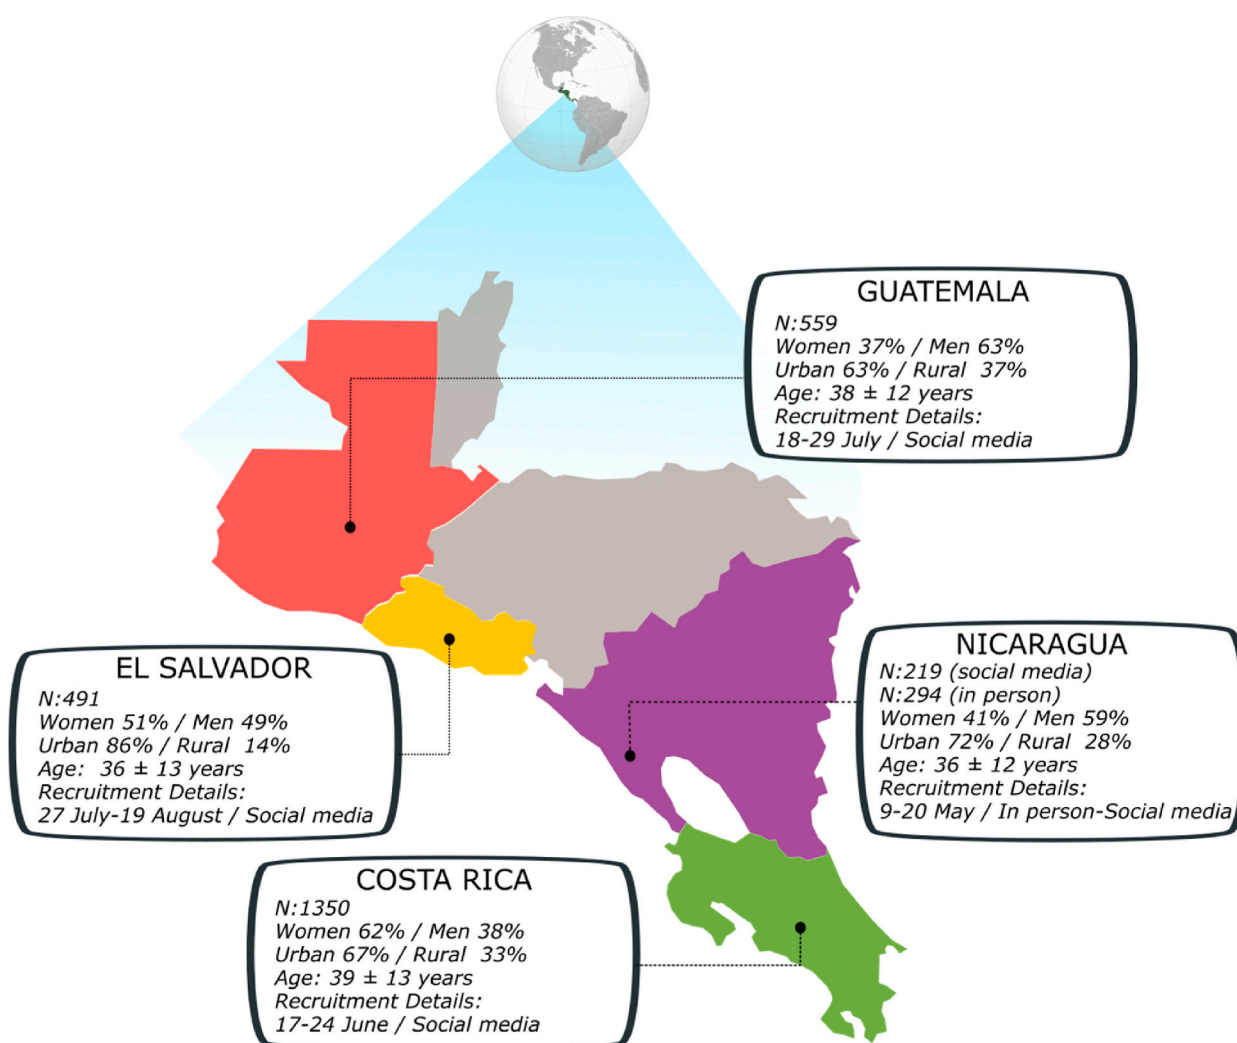 GUATEMALA
N:559
Women 37% / Men 63%
Urban 63% / Rural 37%
Age: 38 ± 12 years
Recruitment Details:
18-29 July / Social media
EL SALVADOR
N:491
Women 51% / Men 49%
Urban 86% / Rural 14%
Age: 36 ± 13 years
Recruitment Details:
27 July-19 August / Social media
NICARAGUA
N:219 (social media)
N:294 (in person)
Women 41% / Men 59%
Urban 72% / Rural 28%
Age: 36 ± 12 years
Recruitment Details:
9-20 May / In person-Social media
COSTA RICA
N:1350
Women 62% / Men 38%
Urban 67% / Rural 33%
Age: 39 ± 13 years
Recruitment Details:
17-24 June / Social media